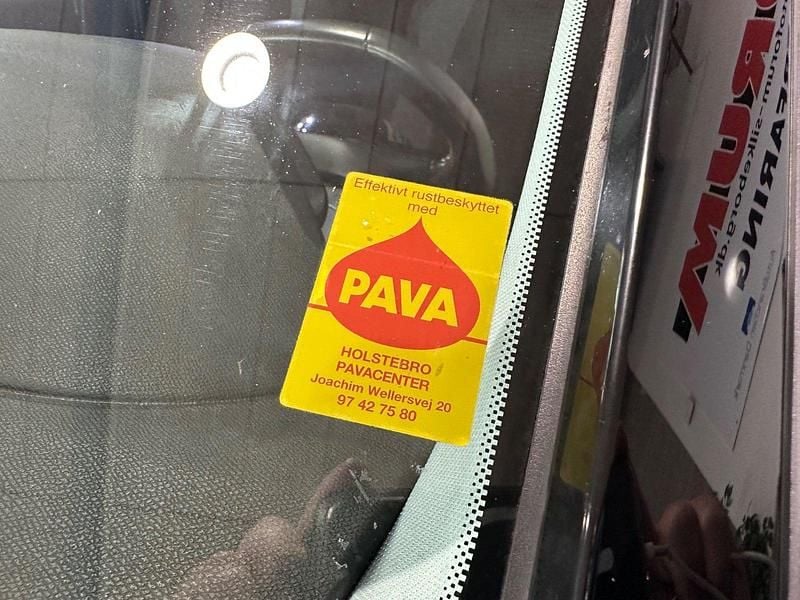 Effektivt rustbeskyttet
med
PAVA
HOLSTEBRO
PAVACENTER
Joachim Wellersvej 20
97 42 75 80